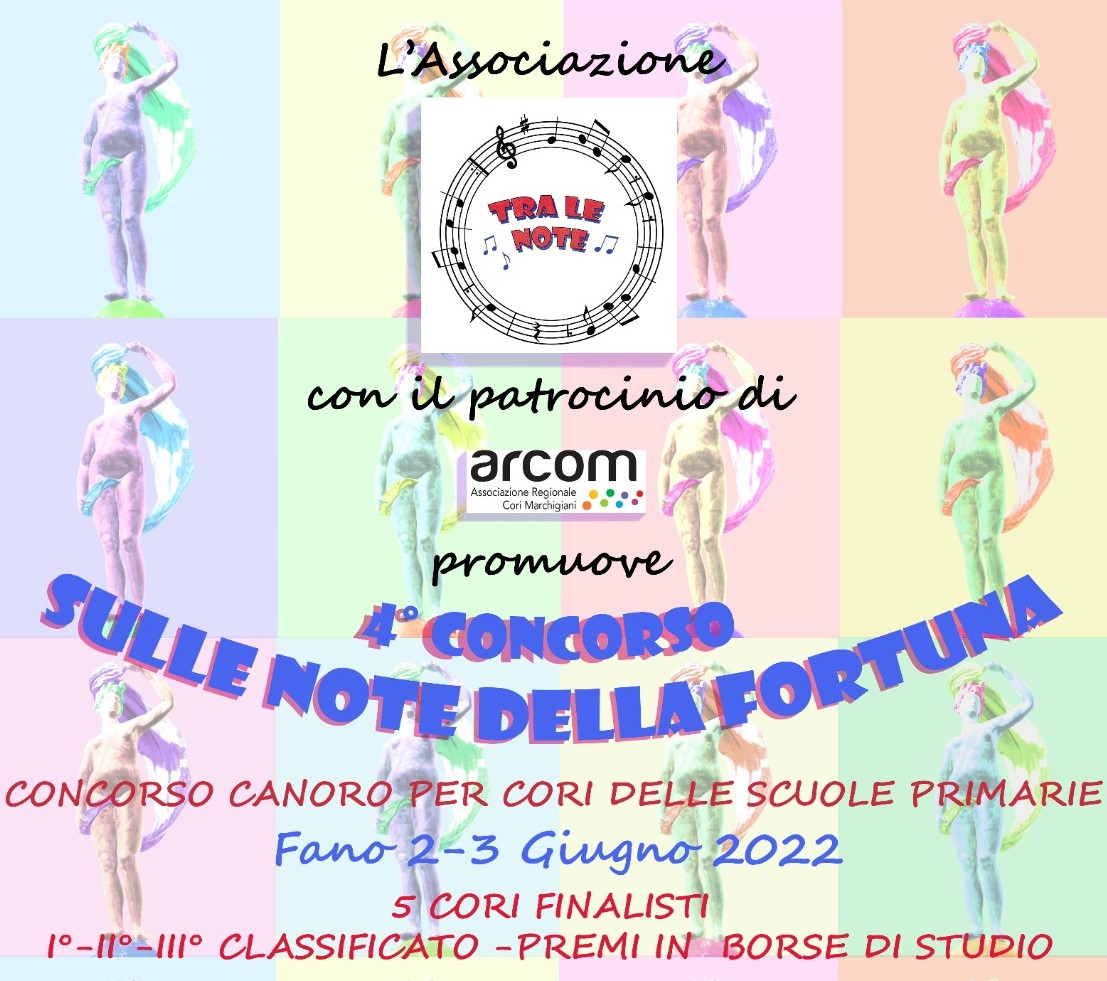 L'Associazione
TRA LE
NOTE
con il patrocinio di
arcom
Associazione Regionale
Cori Marchigiani
promuove
4° CONCORSO
SULLE NOTE DELLA FORTUNA
CONCORSO CANORO PER CORI DELLE SCUOLE PRIMARIE
Fano 2-3 Giugno 2022
5 CORI FINALISTI
I°-II°-III° CLASSIFICATO -PREMI IN BORSE DI STUDIO